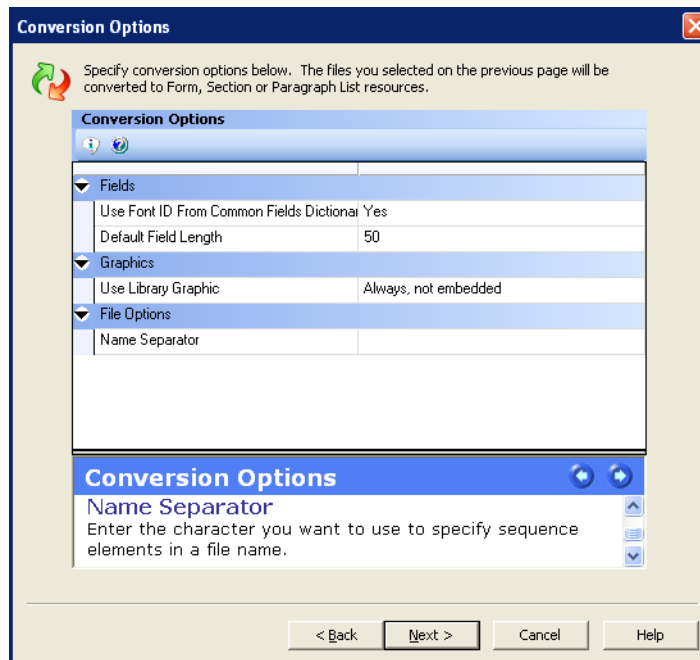 Conversion Options
Specify conversion options below. The files you selected on the previous page will be
converted to Form, Section or Paragraph List resources.
Conversion Options
Fields
Use Font ID From Common Fields Dictionar Yes
Default Field Length 50
Graphics
Use Library Graphic Always, not embedded
File Options
Name Separator
Conversion Options
Name Separator
Enter the character you want to use to specify sequence
elements in a file name.
< Back Next > Cancel Help